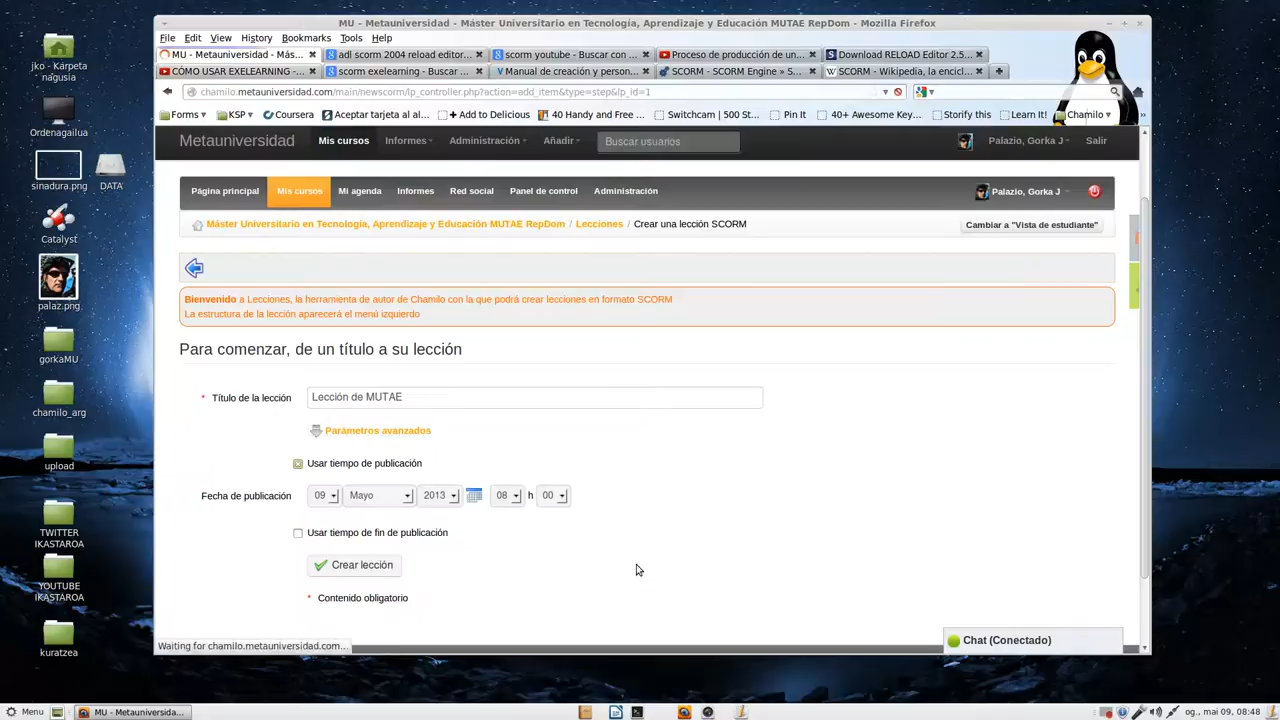 MU - Metauniversidad - Máster Universitario en Tecnología, Aprendizaje y Educación MUTAE RepDom - Mozilla Firefox
File Edit View History Bookmarks Tools Help
MU - Metauniversidad - Más... adl scorm 2004 reload editor... scorm youtube - Buscar con ... Proceso de producción de un... Download RELOAD Editor 2.5...
CÓMO USAR EXELEARNING -... scorm exelearning - Buscar ... Manual de creación y person... SCORM - SCORM Engine » S... SCORM - Wikipedia, la encicl...
chamilo.metauniversidad.com/main/newscorm/lp_controller.php?action=add_item&type=step&lp_id=1
Forms KSP Coursera Aceptar tarjeta al al... + Add to Delicious 40 Handy and Free ... Switchcam | 500 St... Pin It 40+ Awesome Key... Storify this Learn It! Chamilo »
Metauniversidad Mis cursos Informes Administración Añadir Buscar usuarios Palazio, Gorka J Salir
Página principal Mis cursos Mi agenda Informes Red social Panel de control Administración Palazio, Gorka J
Máster Universitario en Tecnología, Aprendizaje y Educación MUTAE RepDom / Lecciones / Crear una lección SCORM Cambiar a "Vista de estudiante"
Bienvenido a Lecciones, la herramienta de autor de Chamilo con la que podrá crear lecciones en formato SCORM
La estructura de la lección aparecerá el menú izquierdo
Para comenzar, de un título a su lección
* Título de la lección Lección de MUTAE
Parámetros avanzados
Usar tiempo de publicación
Fecha de publicación 09 Mayo 2013 08 h 00
Usar tiempo de fin de publicación
Crear lección
* Contenido obligatorio
Chat (Conectado)
Waiting for chamilo.metauniversidad.com...
jko - Kárpeta
nagusia
Ordenagailua
sinadura.png
DATA
Catalyst
palaz.png
gorkaMU
chamilo_arg
upload
TWITTER
IKASTAROA
YOUTUBE
IKASTAROA
kuratzea
Menu MU - Metauniversida... og., mai 09, 08:48